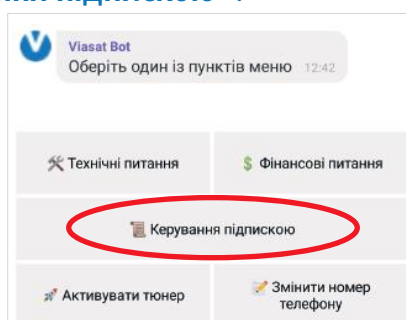 Viasat Bot
Оберіть один із пунктів меню 12:42
🛠 Технічні питання
💲 Фінансові питання
📜 Керування підпискою
🚀 Активувати тюнер
📝 Змінити номер
телефону